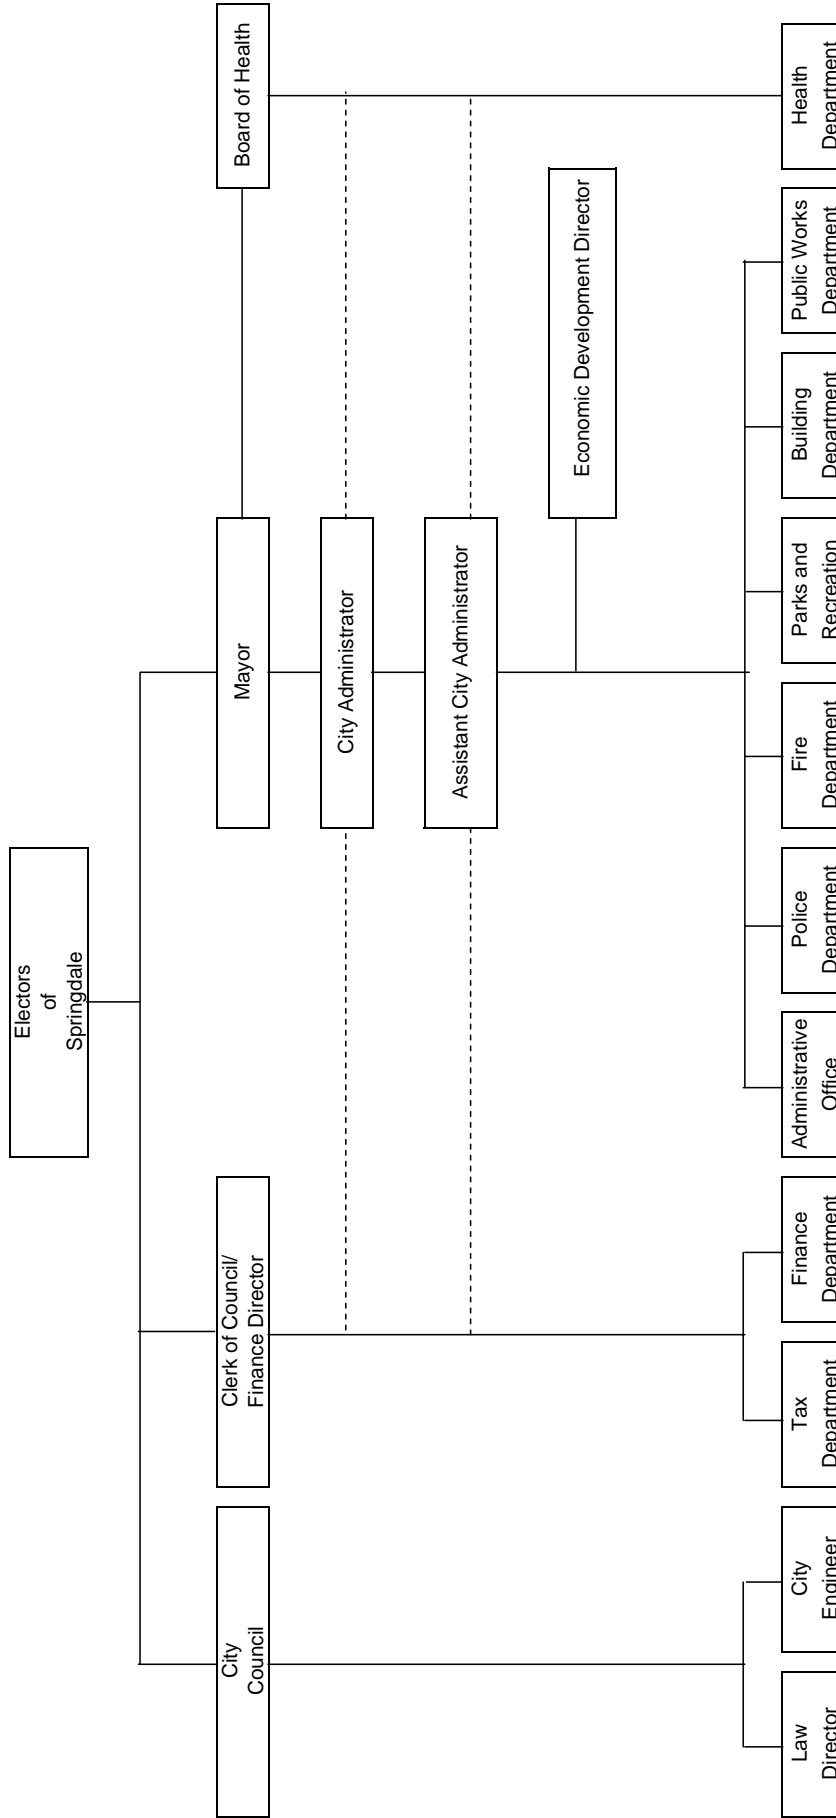 Electors
of
Springdale
City
Council
Clerk of Council/
Finance Director
Mayor
Board of Health
City Administrator
Assistant City Administrator
Economic Development Director
Law
Director
City
Engineer
Tax
Department
Finance
Department
Administrative
Office
Police
Department
Fire
Department
Parks and
Recreation
Building
Department
Public Works
Department
Health
Department